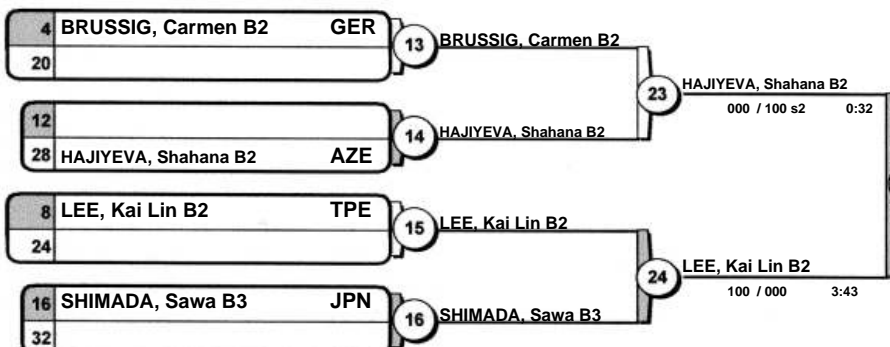 4 BRUSSIG, Carmen B2 GER
20
13 BRUSSIG, Carmen B2
12
28 HAJIYEVA, Shahana B2 AZE
14 HAJIYEVA, Shahana B2
23 HAJIYEVA, Shahana B2
000 / 100 s2 0:32
8 LEE, Kai Lin B2 TPE
24
15 LEE, Kai Lin B2
16 SHIMADA, Sawa B3 JPN
32
16 SHIMADA, Sawa B3
24 LEE, Kai Lin B2
100 / 000 3:43